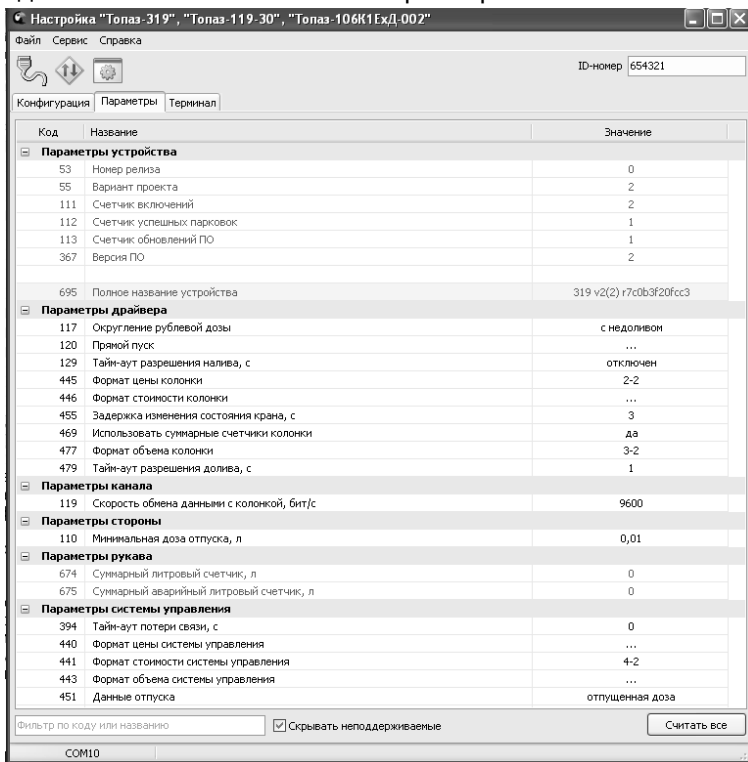 Настройка "Топаз-319", "Топаз-119-30", "Топаз-106К1ЕхД-002"
Файл Сервис Справка
ID-номер 654321
Конфигурация Параметры Терминал
Код Название Значение
Параметры устройства
53 Номер релиза 0
55 Вариант проекта 2
111 Счетчик включений 2
112 Счетчик успешных парковок 1
113 Счетчик обновлений ПО 1
367 Версия ПО 2
695 Полное название устройства 319 v2(2) r7c0b3f20fcc3
Параметры драйвера
117 Округление рублевой дозы с недоливом
120 Прямой пуск ...
129 Тайм-аут разрешения налива, с отключен
445 Формат цены колонки 2-2
446 Формат стоимости колонки ...
455 Задержка изменения состояния крана, с 3
469 Использовать суммарные счетчики колонки да
477 Формат объема колонки 3-2
479 Тайм-аут разрешения долива, с 1
Параметры канала
119 Скорость обмена данными с колонкой, бит/с 9600
Параметры стороны
110 Минимальная доза отпуска, л 0,01
Параметры рукава
674 Суммарный литровый счетчик, л 0
675 Суммарный аварийный литровый счетчик, л 0
Параметры системы управления
394 Тайм-аут потери связи, с 0
440 Формат цены системы управления ...
441 Формат стоимости системы управления 4-2
443 Формат объема системы управления ...
451 Данные отпуска отпущенная доза
Фильтр по коду или названию Скрывать неподдерживаемые Считать все
COM10